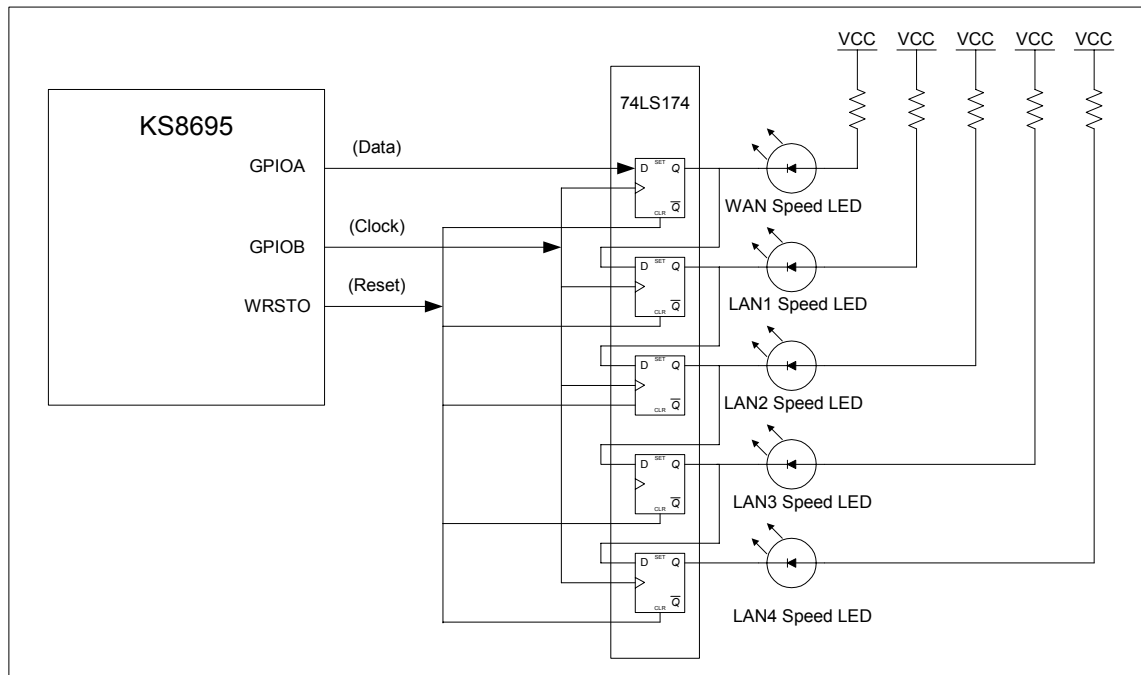 VCC VCC VCC VCC VCC
74LS174
KS8695
GPIOA (Data)
D SET Q
Q
CLR
WAN Speed LED
GPIOB (Clock)
D SET Q
Q
CLR
LAN1 Speed LED
WRSTO (Reset)
D SET Q
Q
CLR
LAN2 Speed LED
D SET Q
Q
CLR
LAN3 Speed LED
D SET Q
Q
CLR
LAN4 Speed LED